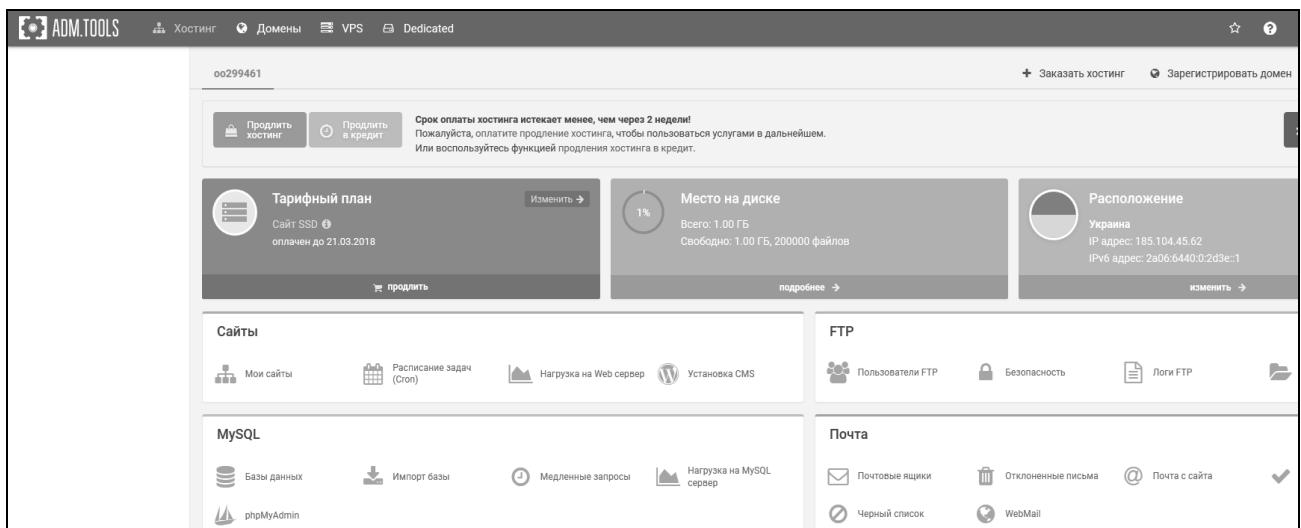 ADM.TOOLS Хостинг Домены VPS Dedicated
oo299461 Заказать хостинг Зарегистрировать домен
Продлить хостинг
Продлить в кредит
Срок оплаты хостинга истекает менее, чем через 2 недели!
Пожалуйста, оплатите продление хостинга, чтобы пользоваться услугами в дальнейшем.
Или воспользуйтесь функцией продления хостинга в кредит.
Тарифный план Изменить →
Сайт SSD
оплачен до 21.03.2018
продлить
1%
Место на диске
Всего: 1.00 ГБ
Свободно: 1.00 ГБ, 200000 файлов
подробнее →
Расположение
Украина
IP адрес: 185.104.45.62
IPv6 адрес: 2a06:6440:0:2d3e::1
изменить →
Сайты
Мои сайты
Расписание задач
(Cron)
Нагрузка на Web сервер
Установка CMS
FTP
Пользователи FTP
Безопасность
Логи FTP
MySQL
Базы данных
Импорт базы
Медленные запросы
Нагрузка на MySQL
сервер
phpMyAdmin
Почта
Почтовые ящики
Отклоненные письма
Почта с сайта
Черный список
WebMail